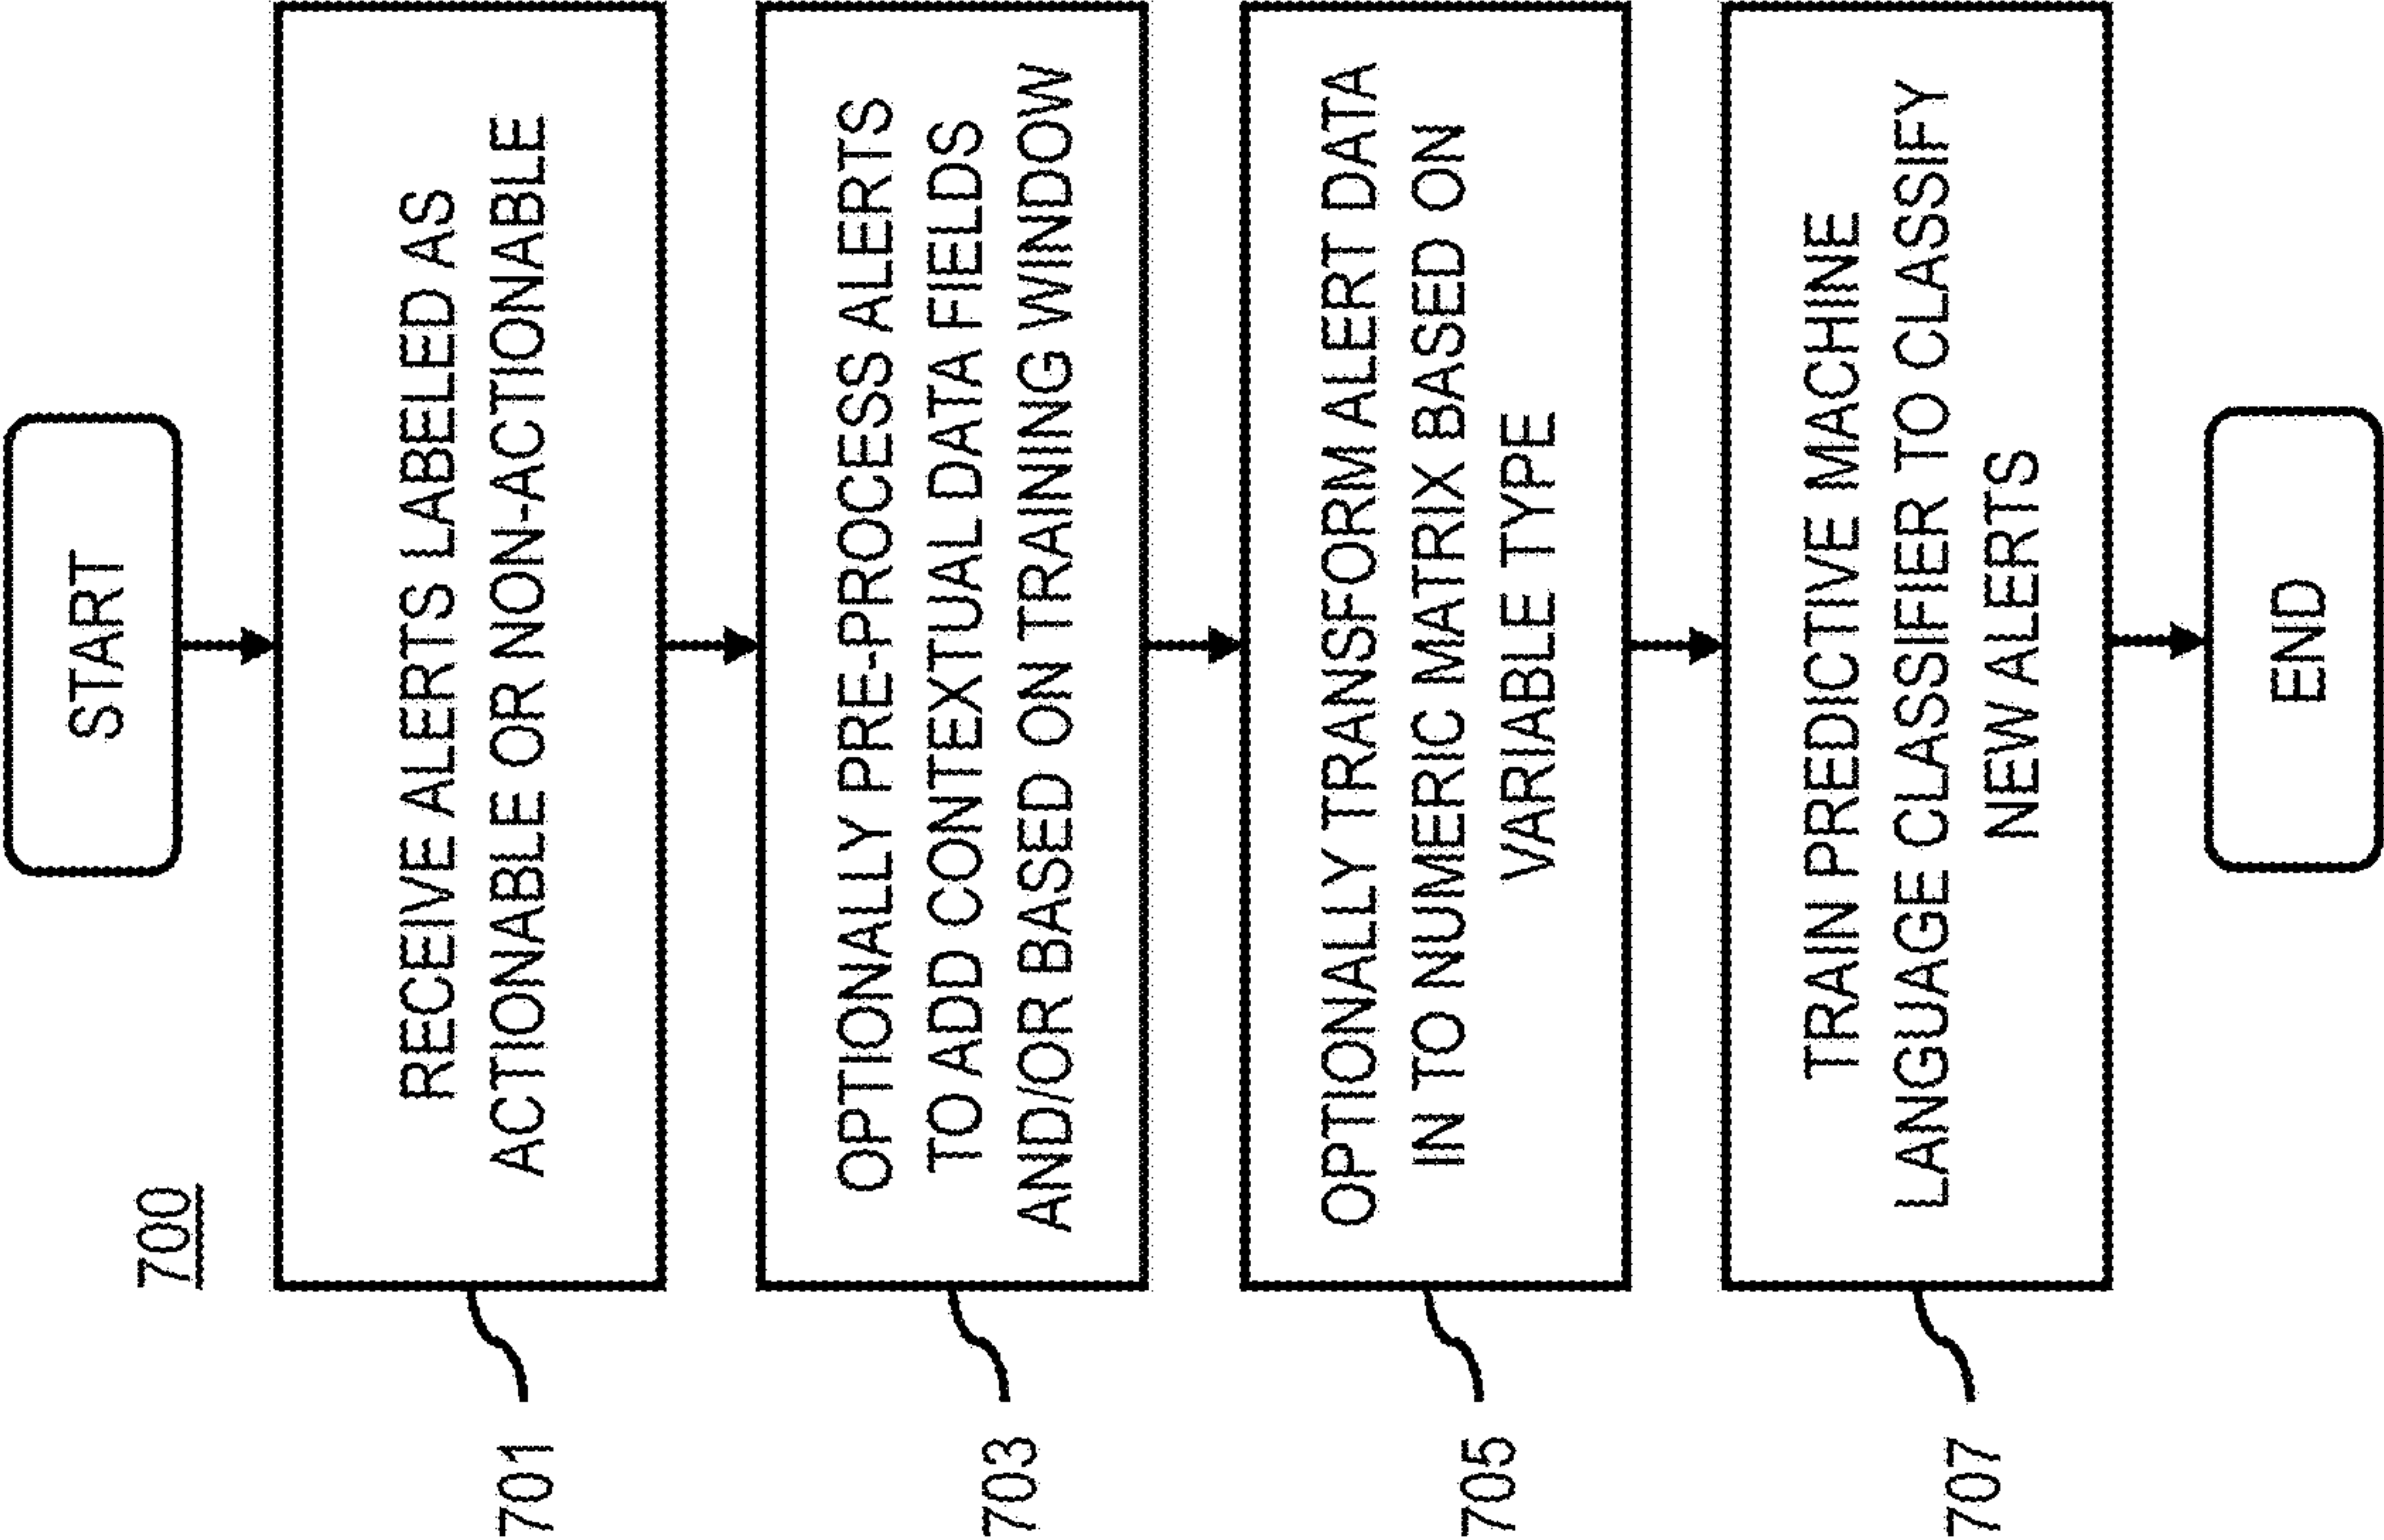 700
START
701
RECEIVE ALERTS LABELED AS
ACTIONABLE OR NON-ACTIONABLE
703
OPTIONALLY PRE-PROCESS ALERTS
TO ADD CONTEXTUAL DATA FIELDS
AND/OR BASED ON TRAINING WINDOW
705
OPTIONALLY TRANSFORM ALERT DATA
IN TO NUMERIC MATRIX BASED ON
VARIABLE TYPE
707
TRAIN PREDICTIVE MACHINE
LANGUAGE CLASSIFIER TO CLASSIFY
NEW ALERTS
END